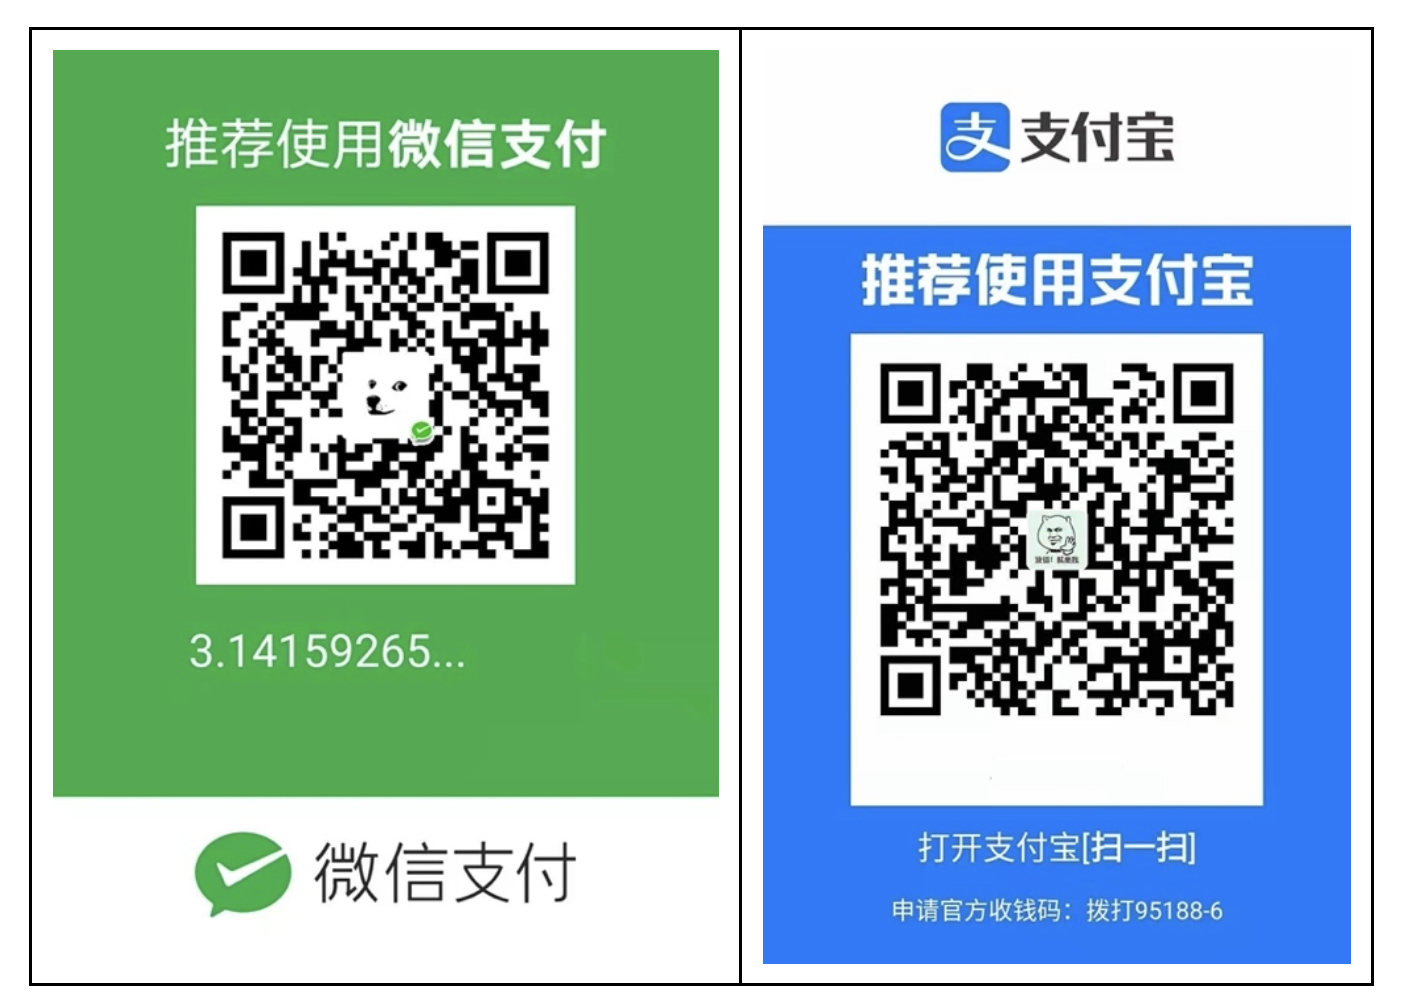 推荐使用微信支付
3.14159265...
微信支付
支 支付宝
推荐使用支付宝
打开支付宝[扫一扫]
申请官方收钱码：拨打95188-6